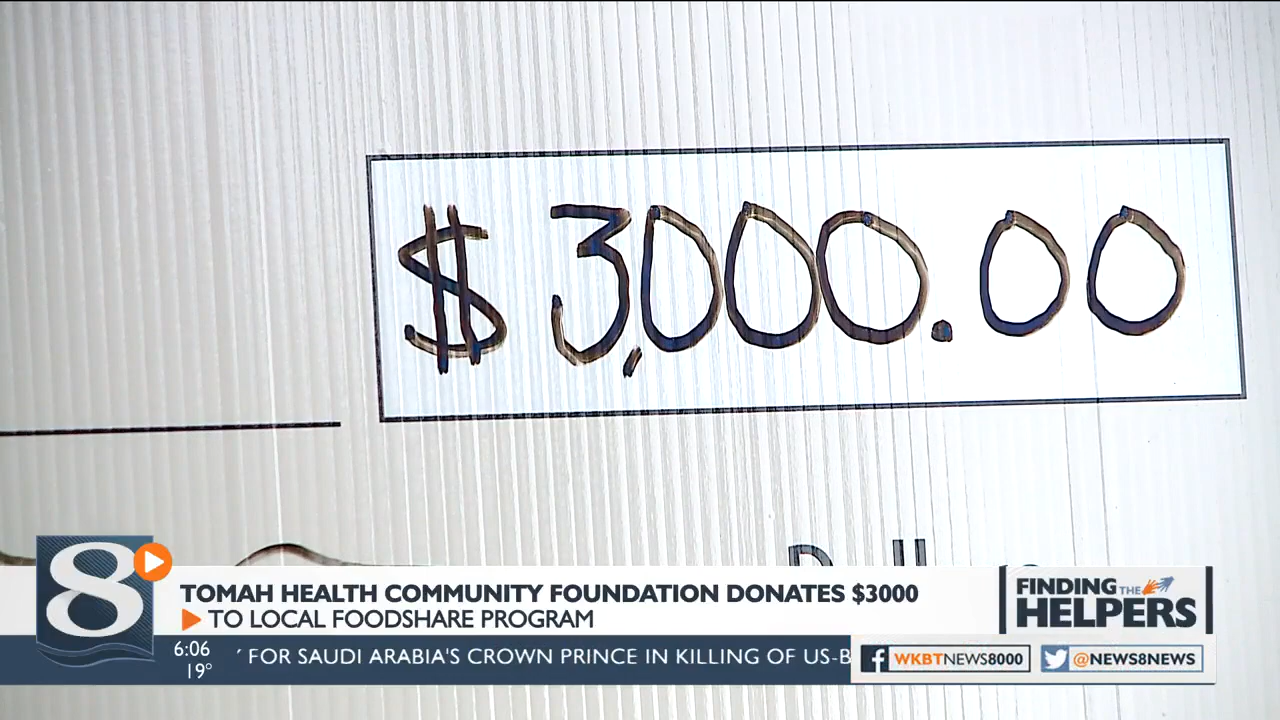 $ 3,000.00
8
TOMAH HEALTH COMMUNITY FOUNDATION DONATES $3000
TO LOCAL FOODSHARE PROGRAM
FINDING THE
HELPERS
6:06
19°
FOR SAUDI ARABIA'S CROWN PRINCE IN KILLING OF US-B
WKBTNEWS8000
@NEWS8NEWS